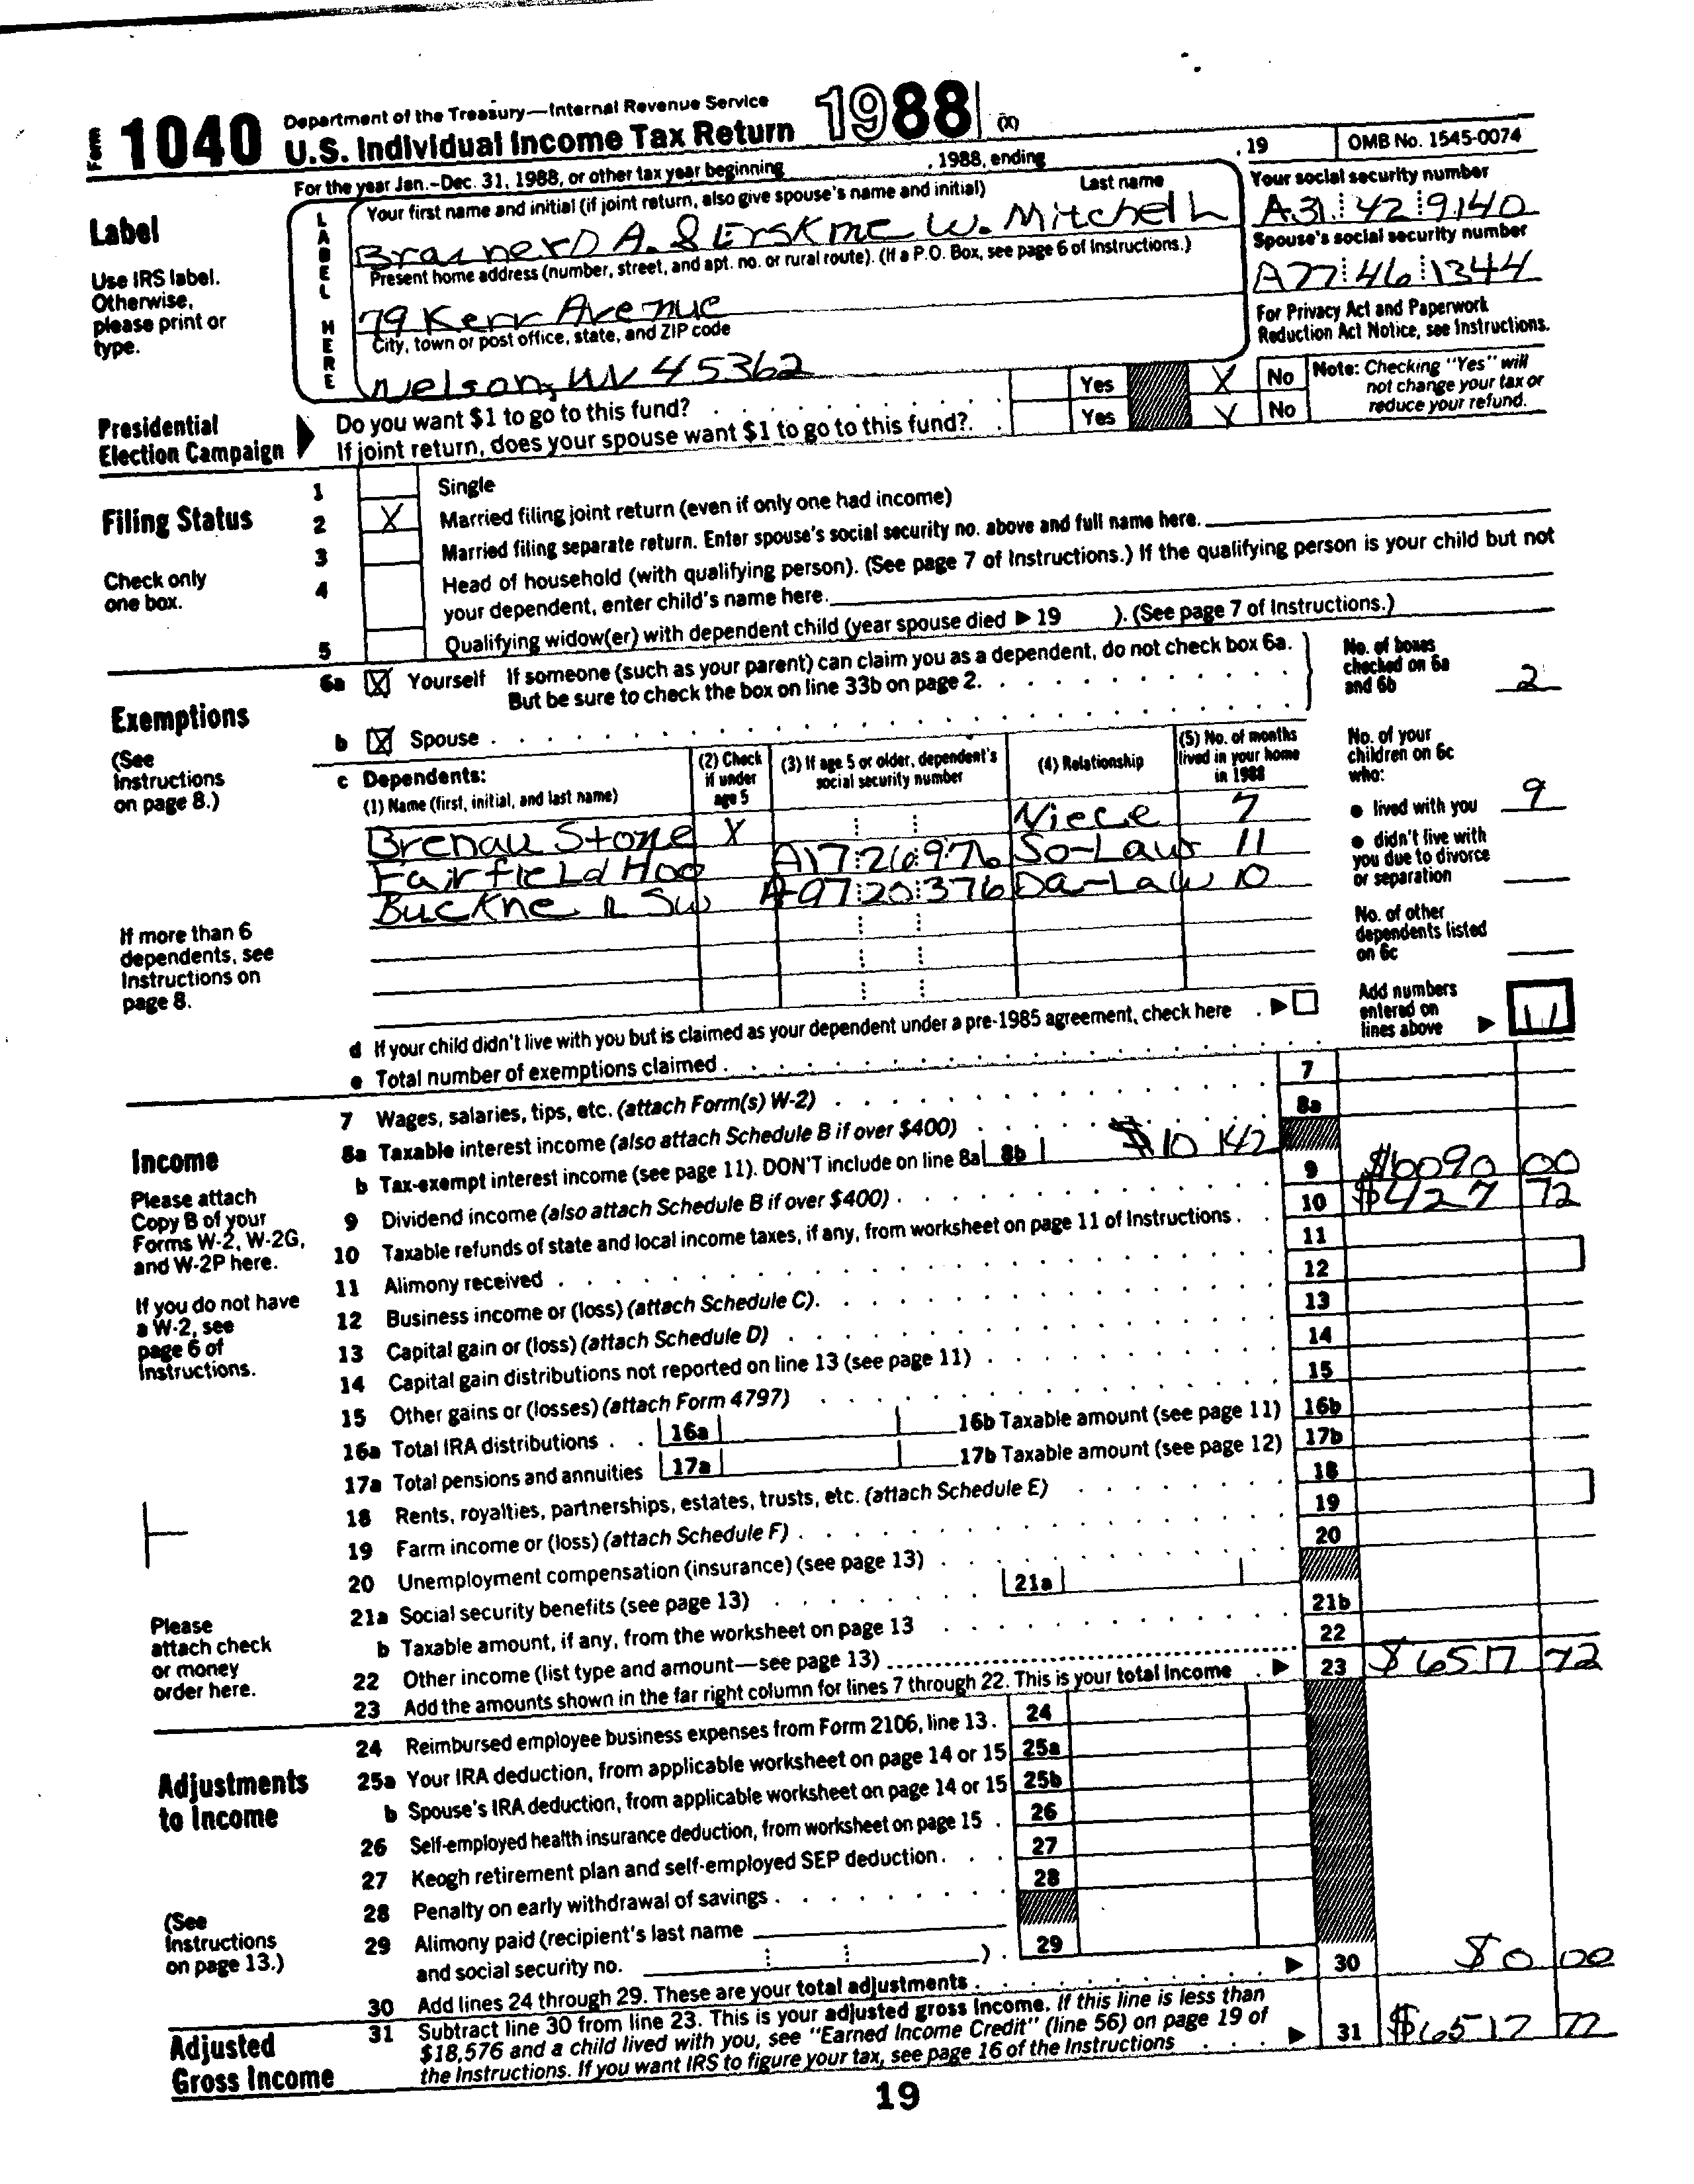 Form 1040 Department of the Treasury—Internal Revenue Service
U.S. Individual Income Tax Return 1988 (X)
For the year Jan.-Dec. 31, 1988, or other tax year beginning , 1988, ending , 19 OMB No. 1545-0074
Label
Use IRS label.
Otherwise,
please print or
type.
LABEL HERE
Your first name and initial (if joint return, also give spouse's name and initial) Last name
Brainerd A. & Erskine W. Mitchell
Present home address (number, street, and apt. no. or rural route). (If a P.O. Box, see page 6 of Instructions.)
79 Kerr Avenue
City, town or post office, state, and ZIP code
Nelson, WV 45362
Your social security number
A31 42 9140
Spouse's social security number
A77 46 1344
For Privacy Act and Paperwork
Reduction Act Notice, see Instructions.
Presidential
Election Campaign
Do you want $1 to go to this fund? Yes X No
If joint return, does your spouse want $1 to go to this fund?. Yes X No
Note: Checking "Yes" will
not change your tax or
reduce your refund.
Filing Status
Check only
one box.
1 Single
2 X Married filing joint return (even if only one had income)
3 Married filing separate return. Enter spouse's social security no. above and full name here.
4 Head of household (with qualifying person). (See page 7 of Instructions.) If the qualifying person is your child but not
your dependent, enter child's name here.
5 Qualifying widow(er) with dependent child (year spouse died ▶ 19 ). (See page 7 of Instructions.)
Exemptions
(See
Instructions
on page 8.)
If more than 6
dependents, see
Instructions on
page 8.
6a X Yourself If someone (such as your parent) can claim you as a dependent, do not check box 6a.
But be sure to check the box on line 33b on page 2.
b X Spouse
c Dependents:
(1) Name (first, initial, and last name)
(2) Check
if under
age 5
(3) If age 5 or older, dependent's
social security number
(4) Relationship
(5) No. of months
lived in your home
in 1988
Brenau Stone X Niece 7
Fairfield Hoo A17 26 976 So-Law 11
Buckne R Sw A97 20 376 Da-Law 10
No. of boxes
checked on 6a
and 6b 2
No. of your
children on 6c
who:
● lived with you 9
● didn't live with
you due to divorce
or separation
No. of other
dependents listed
on 6c
Add numbers
entered on
lines above ▶ 11
d If your child didn't live with you but is claimed as your dependent under a pre-1985 agreement, check here . ▶
e Total number of exemptions claimed
Income
Please attach
Copy B of your
Forms W-2, W-2G,
and W-2P here.
If you do not have
a W-2, see
page 6 of
Instructions.
Please
attach check
or money
order here.
7 Wages, salaries, tips, etc. (attach Form(s) W-2) 7
8a Taxable interest income (also attach Schedule B if over $400) 8a
b Tax-exempt interest income (see page 11). DON'T include on line 8a 8b $10 142
9 Dividend income (also attach Schedule B if over $400) 9 $6090 00
10 Taxable refunds of state and local income taxes, if any, from worksheet on page 11 of Instructions. 10 $427 72
11 Alimony received 11
12 Business income or (loss) (attach Schedule C). 12
13 Capital gain or (loss) (attach Schedule D) 13
14 Capital gain distributions not reported on line 13 (see page 11) 14
15 Other gains or (losses) (attach Form 4797) 15
16a Total IRA distributions 16a 16b Taxable amount (see page 11) 16b
17a Total pensions and annuities 17a 17b Taxable amount (see page 12) 17b
18 Rents, royalties, partnerships, estates, trusts, etc. (attach Schedule E) 18
19 Farm income or (loss) (attach Schedule F) 19
20 Unemployment compensation (insurance) (see page 13) 20
21a Social security benefits (see page 13) 21a
b Taxable amount, if any, from the worksheet on page 13 21b
22 Other income (list type and amount—see page 13) 22
23 Add the amounts shown in the far right column for lines 7 through 22. This is your total income ▶ 23 $6517 72
Adjustments
to Income
(See
Instructions
on page 13.)
24 Reimbursed employee business expenses from Form 2106, line 13. 24
25a Your IRA deduction, from applicable worksheet on page 14 or 15 25a
b Spouse's IRA deduction, from applicable worksheet on page 14 or 15 25b
26 Self-employed health insurance deduction, from worksheet on page 15 26
27 Keogh retirement plan and self-employed SEP deduction 27
28 Penalty on early withdrawal of savings 28
29 Alimony paid (recipient's last name
and social security no. ) . 29
30 Add lines 24 through 29. These are your total adjustments ▶ 30 $0 00
Adjusted
Gross Income
31 Subtract line 30 from line 23. This is your adjusted gross income. If this line is less than
$18,576 and a child lived with you, see "Earned Income Credit" (line 56) on page 19 of
the Instructions. If you want IRS to figure your tax, see page 16 of the Instructions ▶ 31 $6517 72
19